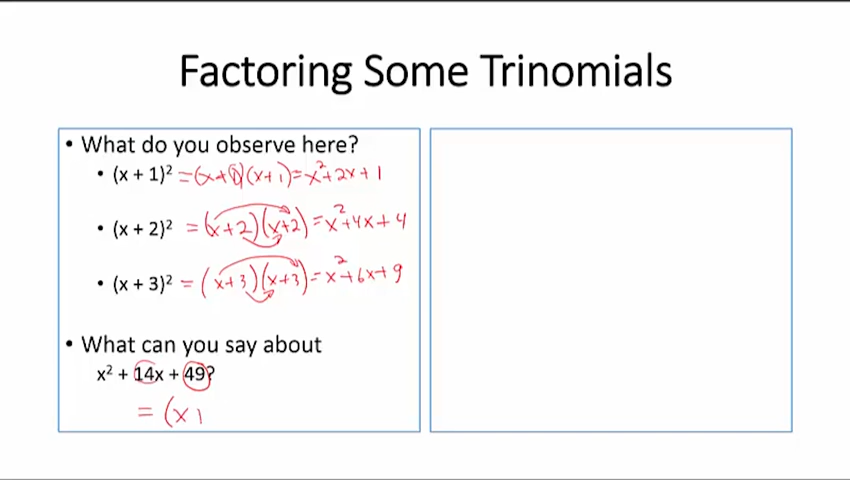 Factoring Some Trinomials
• What do you observe here?
• (x + 1)² = (x+1)(x+1) = x²+2x+1
• (x + 2)² = (x+2)(x+2) = x²+4x+4
• (x + 3)² = (x+3)(x+3) = x²+6x+9
• What can you say about
x² + 14x + 49?
= (x